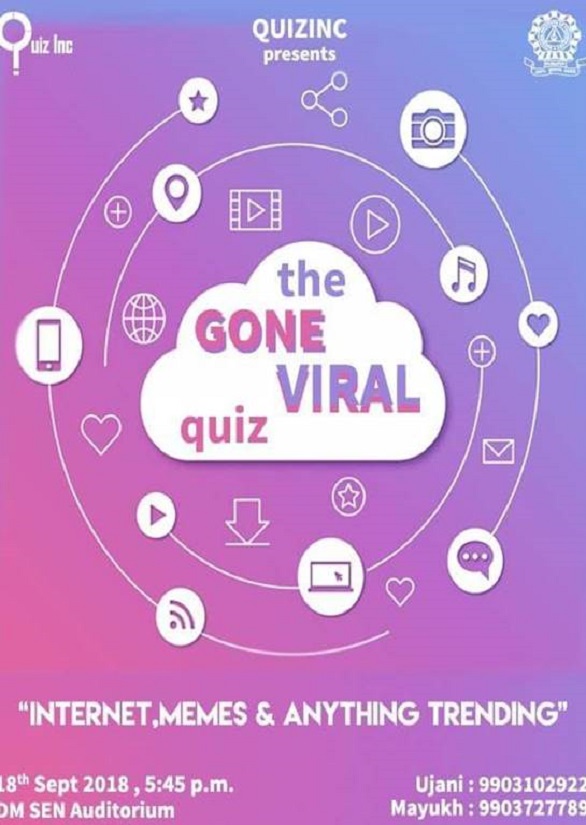 uiz Inc
QUIZINC
presents
the
GONE
VIRAL
quiz
“INTERNET,MEMES & ANYTHING TRENDING”
18th Sept 2018 , 5:45 p.m.
DM SEN Auditorium
Ujani : 9903102922
Mayukh : 9903727789